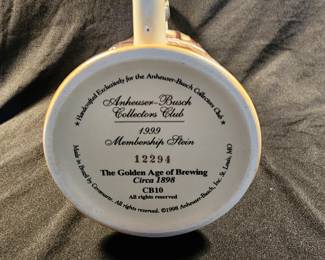 ★ Handcrafted Exclusively for the Anheuser-Busch Collectors Club ★
Anheuser-Busch
Collectors Club
1999
Membership Stein
12294
The Golden Age of Brewing
Circa 1898
CB10
All rights reserved
Made in Brazil by Ceramarte. All rights reserved. ©1998 Anheuser-Busch, Inc. St. Louis, MO